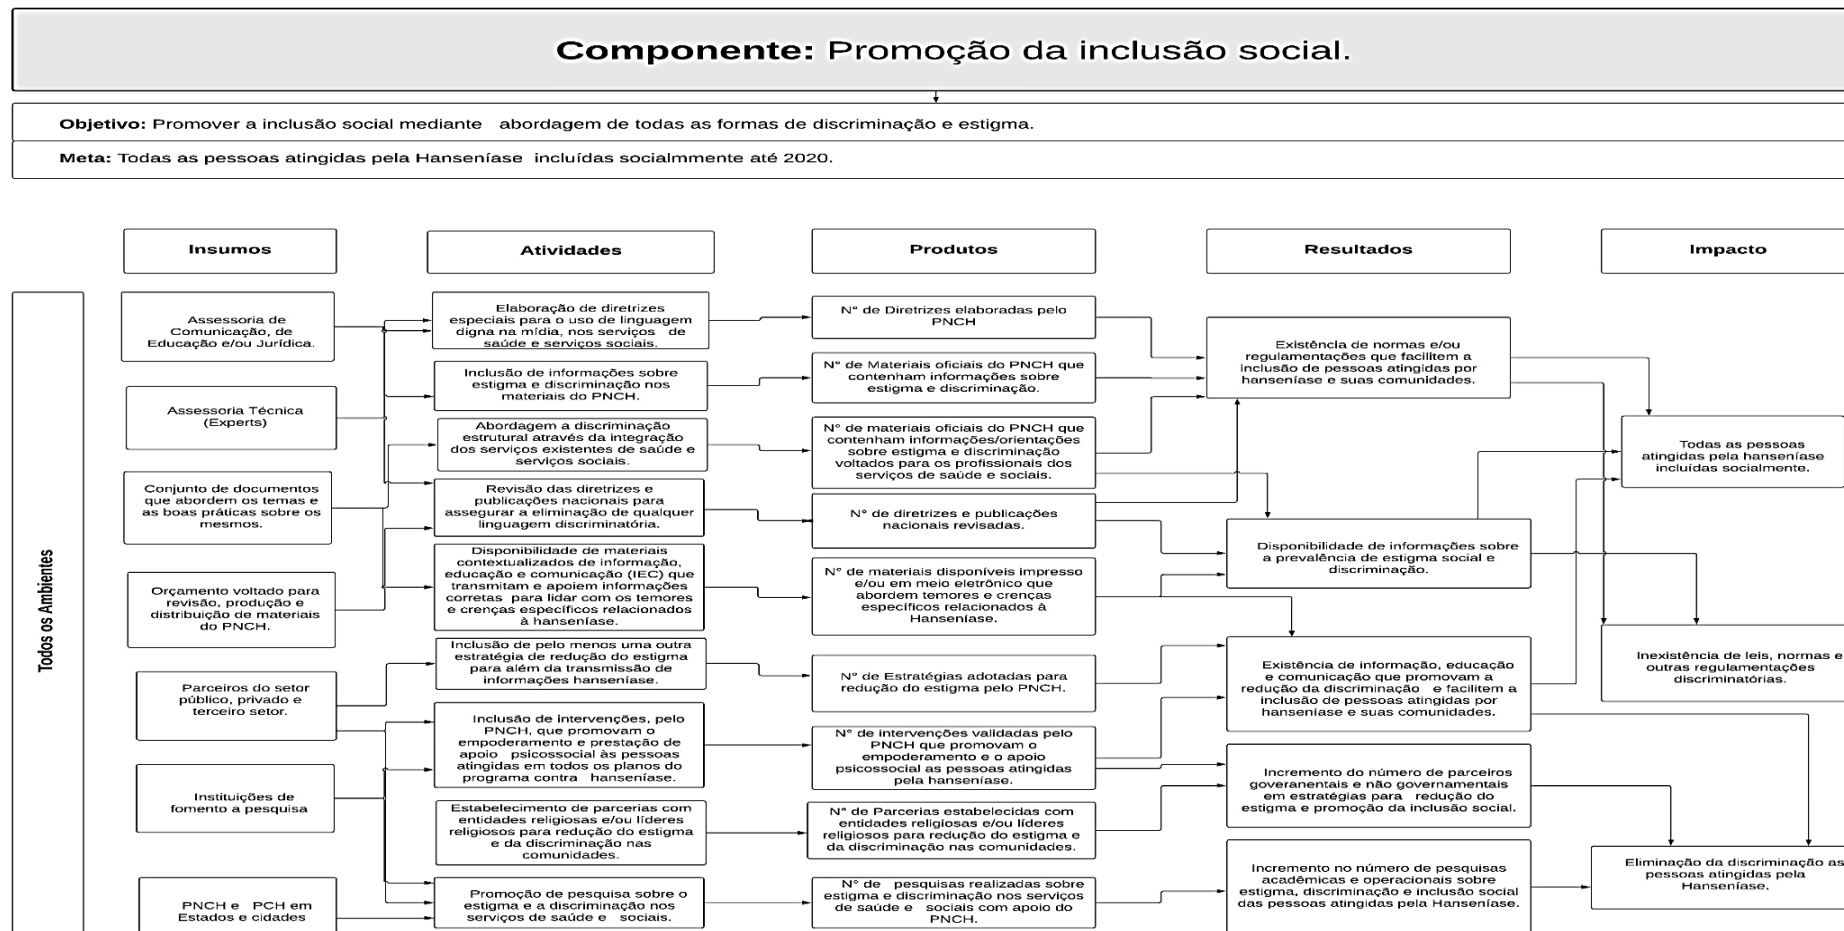 Componente: Promoção da inclusão social.
Objetivo: Promover a inclusão social mediante abordagem de todas as formas de discriminação e estigma.
Meta: Todas as pessoas atingidas pela Hanseníase incluídas socialmmente até 2020.
Insumos
Atividades
Produtos
Resultados
Impacto
Todos os Ambientes
Assessoria de
Comunicação, de
Educação e/ou Jurídica.
Assessoria Técnica
(Experts)
Conjunto de documentos
que abordem os temas e
as boas práticas sobre os
mesmos.
Orçamento voltado para
revisão, produção e
distribuição de materiais
do PNCH.
Parceiros do setor
público, privado e
terceiro setor.
Instituições de
fomento a pesquisa
PNCH e PCH em
Estados e cidades
Elaboração de diretrizes
especiais para o uso de linguagem
digna na mídia, nos serviços de
saúde e serviços sociais.
Inclusão de informações sobre
estigma e discriminação nos
materiais do PNCH.
Abordagem a discriminação
estrutural através da integração
dos serviços existentes de saúde e
serviços sociais.
Revisão das diretrizes e
publicações nacionais para
assegurar a eliminação de qualquer
linguagem discriminatória.
Disponibilidade de materiais
contextualizados de informação,
educação e comunicação (IEC) que
transmitam e apoiem informações
corretas para lidar com os temores
e crenças específicos relacionados
à hanseníase.
Inclusão de pelo menos uma outra
estratégia de redução do estigma
para além da transmissão de
informações hanseníase.
Inclusão de intervenções, pelo
PNCH, que promovam o
empoderamento e prestação de
apoio psicossocial às pessoas
atingidas em todos os planos do
programa contra hanseníase.
Estabelecimento de parcerias com
entidades religiosas e/ou líderes
religiosos para redução do estigma
e da discriminação nas
comunidades.
Promoção de pesquisa sobre o
estigma e a discriminação nos
serviços de saúde e sociais.
N° de Diretrizes elaboradas pelo
PNCH
N° de Materiais oficiais do PNCH que
contenham informações sobre
estigma e discriminação.
N° de materiais oficiais do PNCH que
contenham informações/orientações
sobre estigma e discriminação
voltados para os profissionais dos
serviços de saúde e sociais.
N° de diretrizes e publicações
nacionais revisadas.
N° de materiais disponíveis impresso
e/ou em meio eletrônico que
abordem temores e crenças
específicos relacionados à
Hanseníase.
N° de Estratégias adotadas para
redução do estigma pelo PNCH.
N° de intervenções validadas pelo
PNCH que promovam o
empoderamento e o apoio
psicossocial as pessoas atingidas
pela hanseníase.
N° de Parcerias estabelecidas com
entidades religiosas e/ou líderes
religiosos para redução do estigma e
da discriminação nas comunidades.
N° de pesquisas realizadas sobre
estigma e discriminação nos serviços
de saúde e sociais com apoio do
PNCH.
Existência de normas e/ou
regulamentações que facilitem a
inclusão de pessoas atingidas por
hanseníase e suas comunidades.
Disponibilidade de informações sobre
a prevalência de estigma social e
discriminação.
Existência de informação, educação
e comunicação que promovam a
redução da discriminação e facilitem a
inclusão de pessoas atingidas por
hanseníase e suas comunidades.
Incremento do número de parceiros
goveranentais e não governamentais
em estratégias para redução do
estigma e promoção da inclusão social.
Incremento no número de pesquisas
acadêmicas e operacionais sobre
estigma, discriminação e inclusão social
das pessoas atingidas pela Hanseníase.
Todas as pessoas
atingidas pela hanseníase
incluídas socialmente.
Inexistência de leis, normas e
outras regulamentações
discriminatórias.
Eliminação da discriminação as
pessoas atingidas pela
Hanseníase.